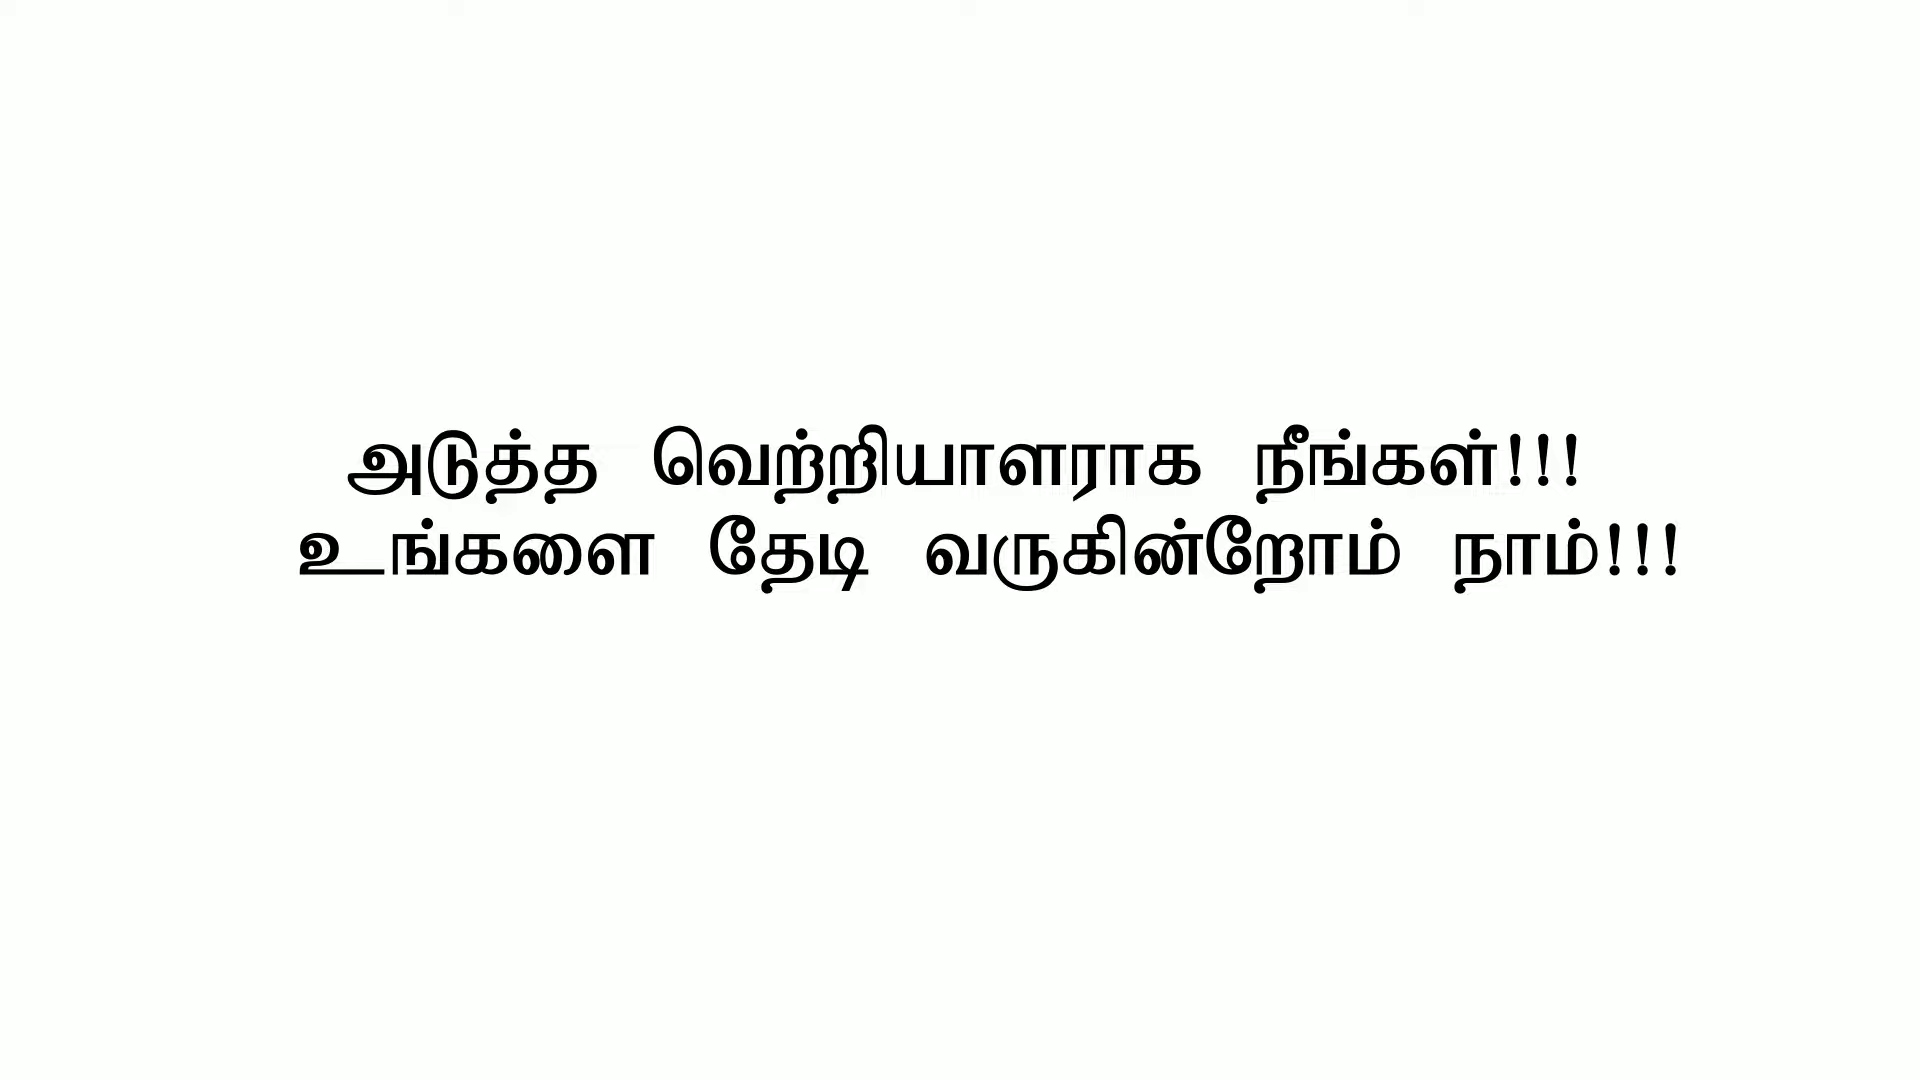 அடுத்த வெற்றியாளராக நீங்கள்!!!
உங்களை தேடி வருகின்றோம் நாம்!!!